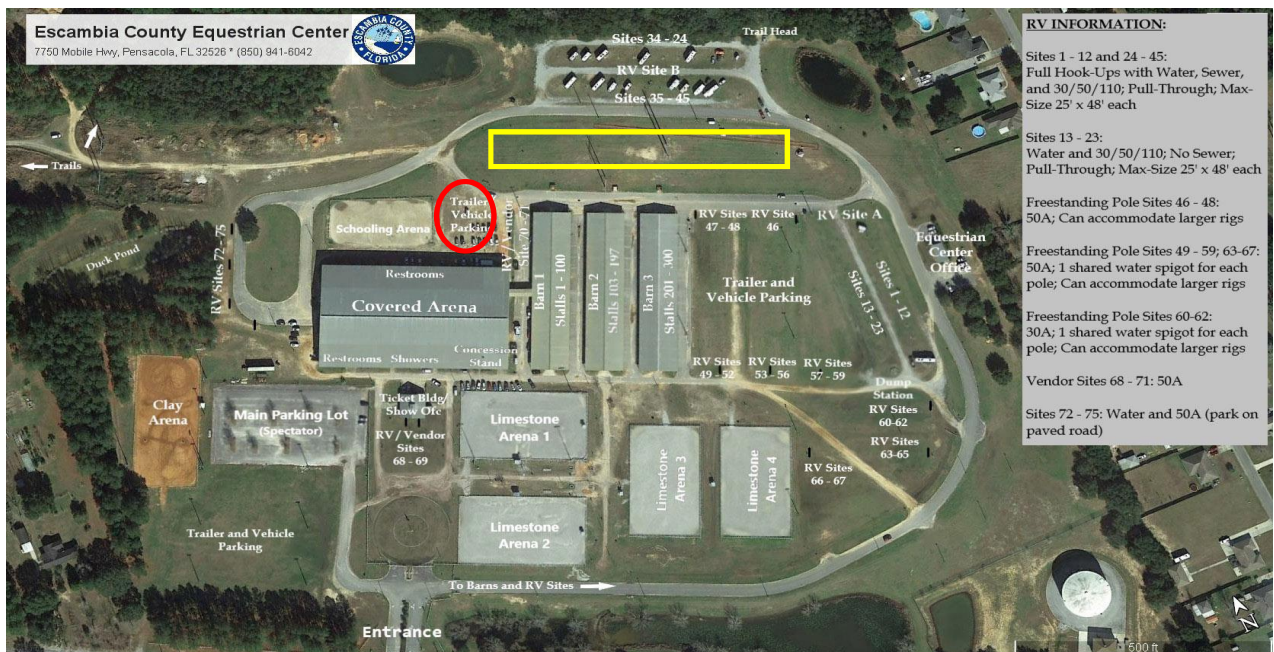 Escambia County Equestrian Center
7750 Mobile Hwy, Pensacola, FL 32526 * (850) 941-6042
ESCAMBIA COUNTY
FLORIDA
Sites 34 - 24
Trail Head
RV Site B
Sites 35 - 45
Trails
Trailer
Vehicle
Parking
RV / Vendor
Site 70 - 71
Schooling Arena
RV Sites
47 - 48
RV Site
46
RV Site A
Duck Pond
RV Sites 72 - 75
Restrooms
Covered Arena
Restrooms Showers
Concession
Stand
Barn 1
Stalls 1 - 100
Barn 2
Stalls 103 - 197
Barn 3
Stalls 201 - 300
Trailer and
Vehicle Parking
Sites 1 - 12
Sites 13 - 23
Equestrian
Center
Office
RV Sites
49 - 52
RV Sites
53 - 56
RV Sites
57 - 59
Dump
Station
RV Sites
60-62
RV Sites
63-65
RV Sites
66 - 67
Clay
Arena
Main Parking Lot
(Spectator)
Ticket Bldg/
Show Ofc
RV / Vendor
Sites
68 - 69
Limestone
Arena 1
Limestone
Arena 2
Limestone
Arena 3
Limestone
Arena 4
Trailer and Vehicle
Parking
To Barns and RV Sites
Entrance
RV INFORMATION:
Sites 1 - 12 and 24 - 45:
Full Hook-Ups with Water, Sewer,
and 30/50/110; Pull-Through; Max-
Size 25' x 48' each
Sites 13 - 23:
Water and 30/50/110; No Sewer;
Pull-Through; Max-Size 25' x 48' each
Freestanding Pole Sites 46 - 48:
50A; Can accommodate larger rigs
Freestanding Pole Sites 49 - 59; 63-67:
50A; 1 shared water spigot for each
pole; Can accommodate larger rigs
Freestanding Pole Sites 60-62:
30A; 1 shared water spigot for each
pole; Can accommodate larger rigs
Vendor Sites 68 - 71: 50A
Sites 72 - 75: Water and 50A (park on
paved road)
N
500 ft